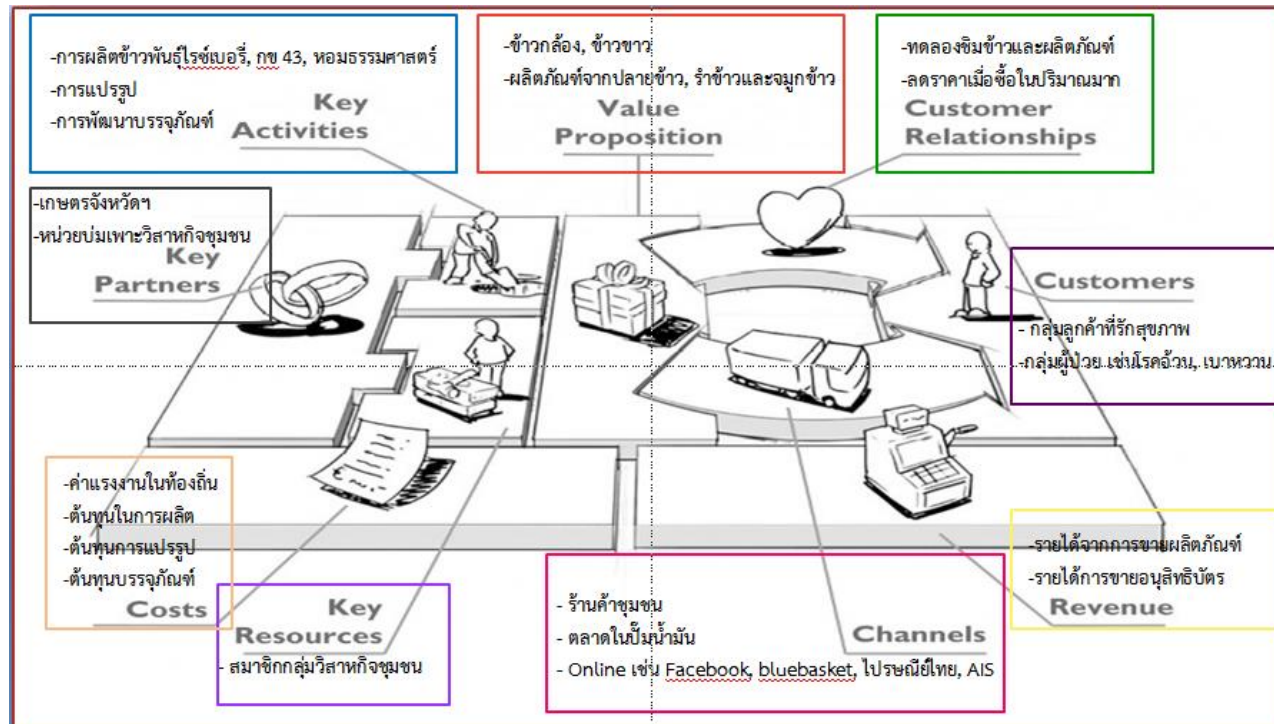 -การผลิตข้าวพันธุ์ไรซ์เบอรี่, กข 43, หอมธรรมศาสตร์
-การแปรรูป
-การพัฒนาบรรจุภัณฑ์
Key
Activities
-ข้าวกล้อง, ข้าวขาว
-ผลิตภัณฑ์จากปลายข้าว, รำข้าวและจมูกข้าว
Value
Proposition
-ทดลองชิมข้าวและผลิตภัณฑ์
-ลดราคาเมื่อซื้อในปริมาณมาก
Customer
Relationships
-เกษตรจังหวัดฯ
-หน่วยบ่มเพาะวิสาหกิจชุมชน
Key
Partners
Customers
- กลุ่มลูกค้าที่รักสุขภาพ
-กลุ่มผู้ป่วย เช่นโรคอ้วน, เบาหวาน
-ค่าแรงงานในท้องถิ่น
-ต้นทุนในการผลิต
-ต้นทุนการแปรรูป
-ต้นทุนบรรจุภัณฑ์
Costs
Key
Resources
- สมาชิกกลุ่มวิสาหกิจชุมชน
- ร้านค้าชุมชน
- ตลาดในปั๊มน้ำมัน
- Online เช่น Facebook, bluebasket, ไปรษณีย์ไทย, AIS
Channels
-รายได้จากการขายผลิตภัณฑ์
-รายได้การขายอนุสิทธิบัตร
Revenue